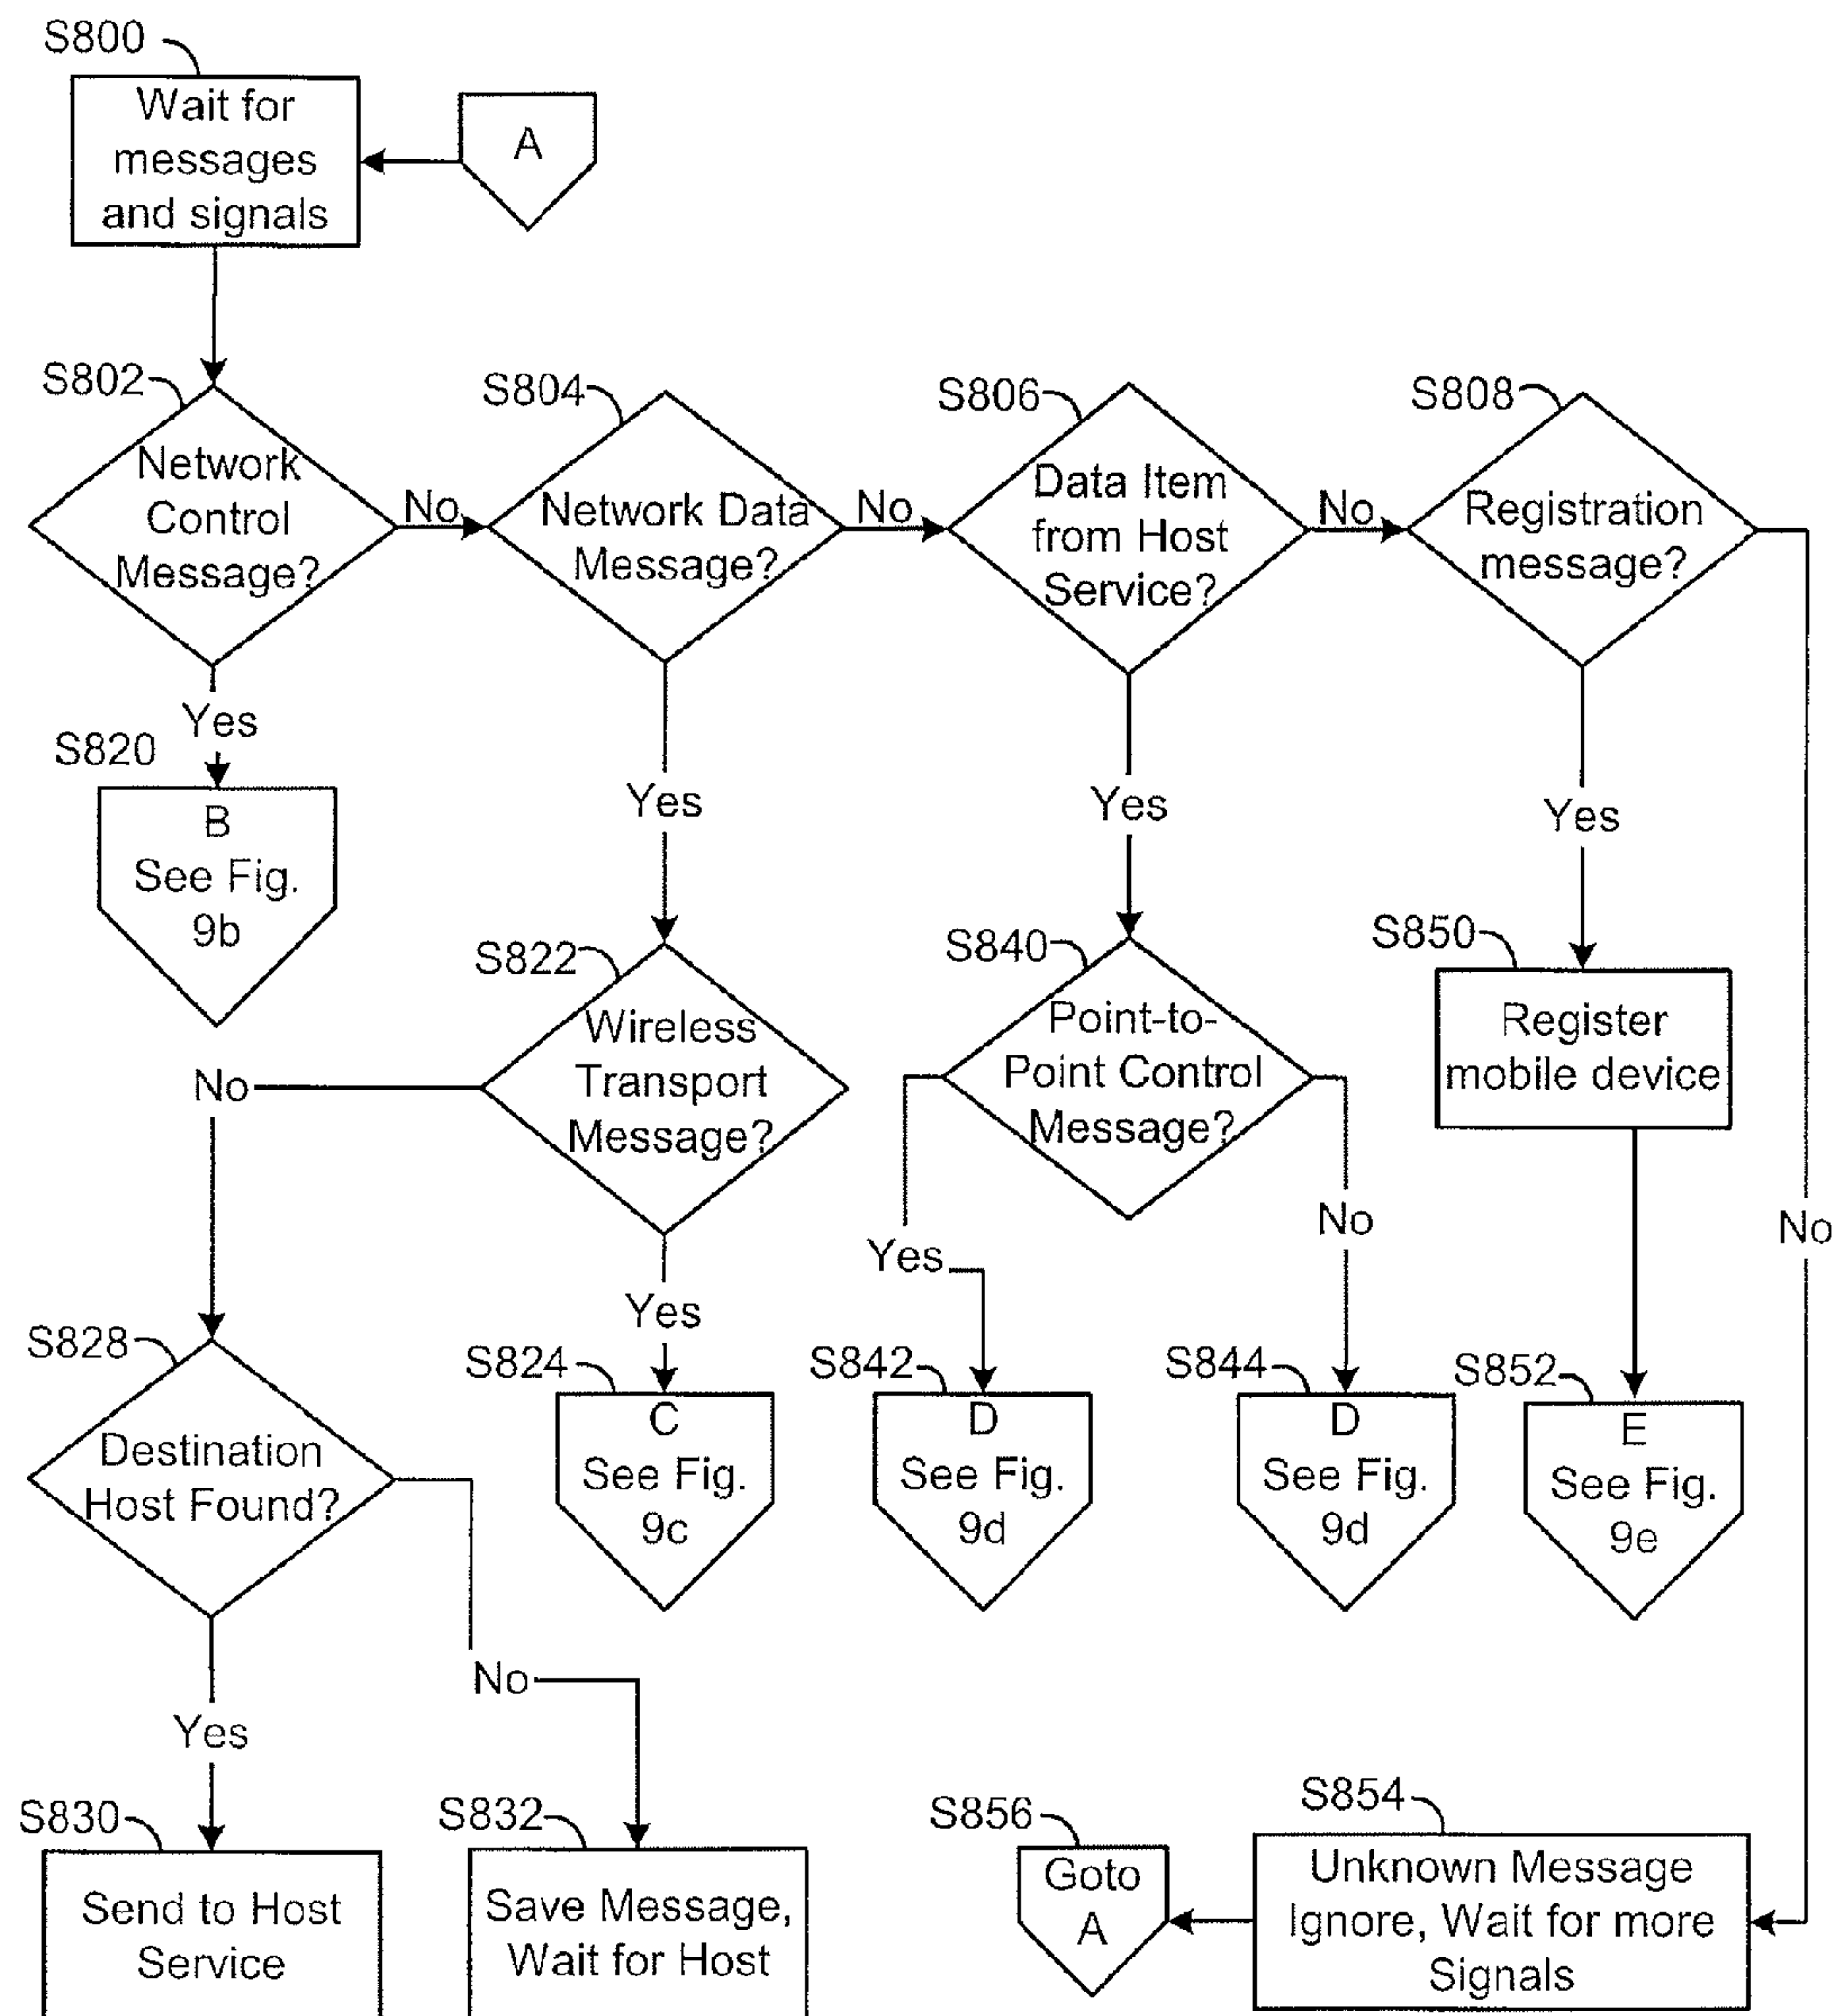 S800
Wait for
messages
and signals
A
S802
Network
Control
Message?
No
S804
Network Data
Message?
No
S806
Data Item
from Host
Service?
No
S808
Registration
message?
Yes
S820
B
See Fig.
9b
Yes
Yes
Yes
No
S822
Wireless
Transport
Message?
S840
Point-to-
Point Control
Message?
S850
Register
mobile device
No
Yes
Yes
No
S828
Destination
Host Found?
S824
C
See Fig.
9c
S842
D
See Fig.
9d
S844
D
See Fig.
9d
S852
E
See Fig.
9e
Yes
No
S830
Send to Host
Service
S832
Save Message,
Wait for Host
S856
Goto
A
S854
Unknown Message
Ignore, Wait for more
Signals